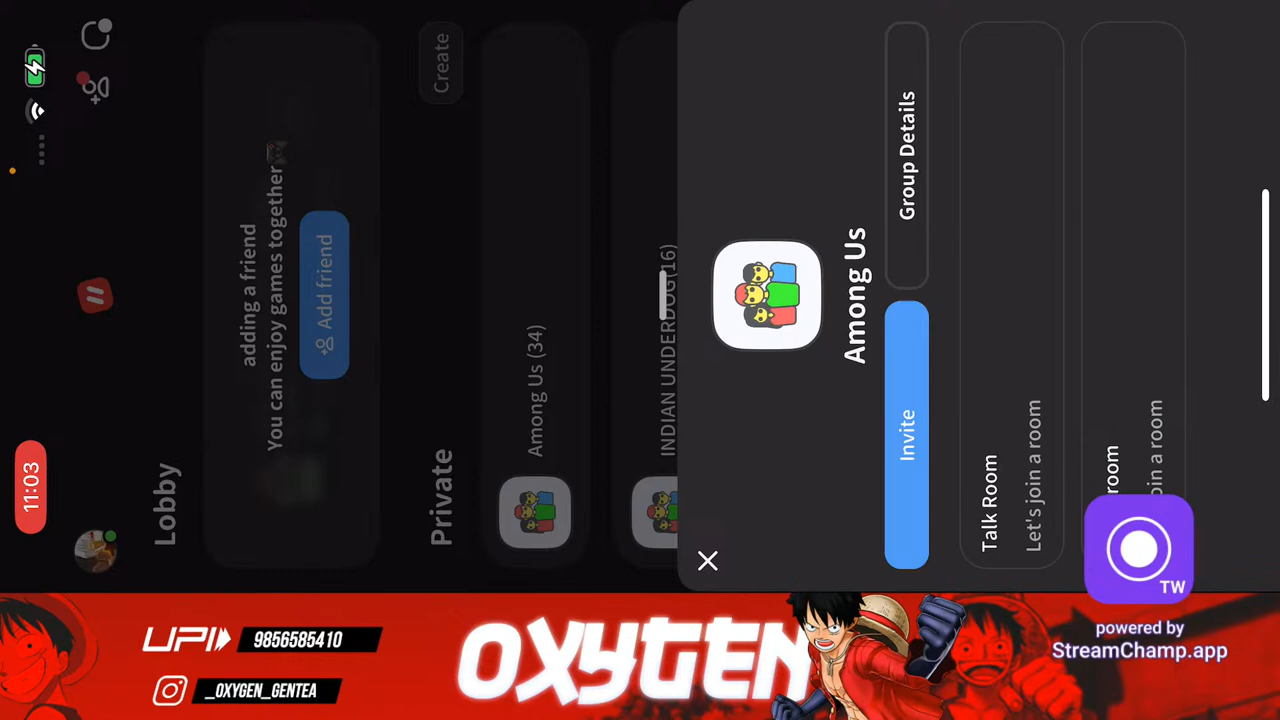 11:03
Lobby
adding a friend
You can enjoy games together
Add friend
Private
Create
Among Us (34)
INDIAN UNDERDOG(16)
Among Us
Invite
Group Details
Talk Room
Let's join a room
room
join a room
TW
powered by
StreamChamp.app
UPI
9856585410
_OXYGEN_GENTEA
OXYGEN